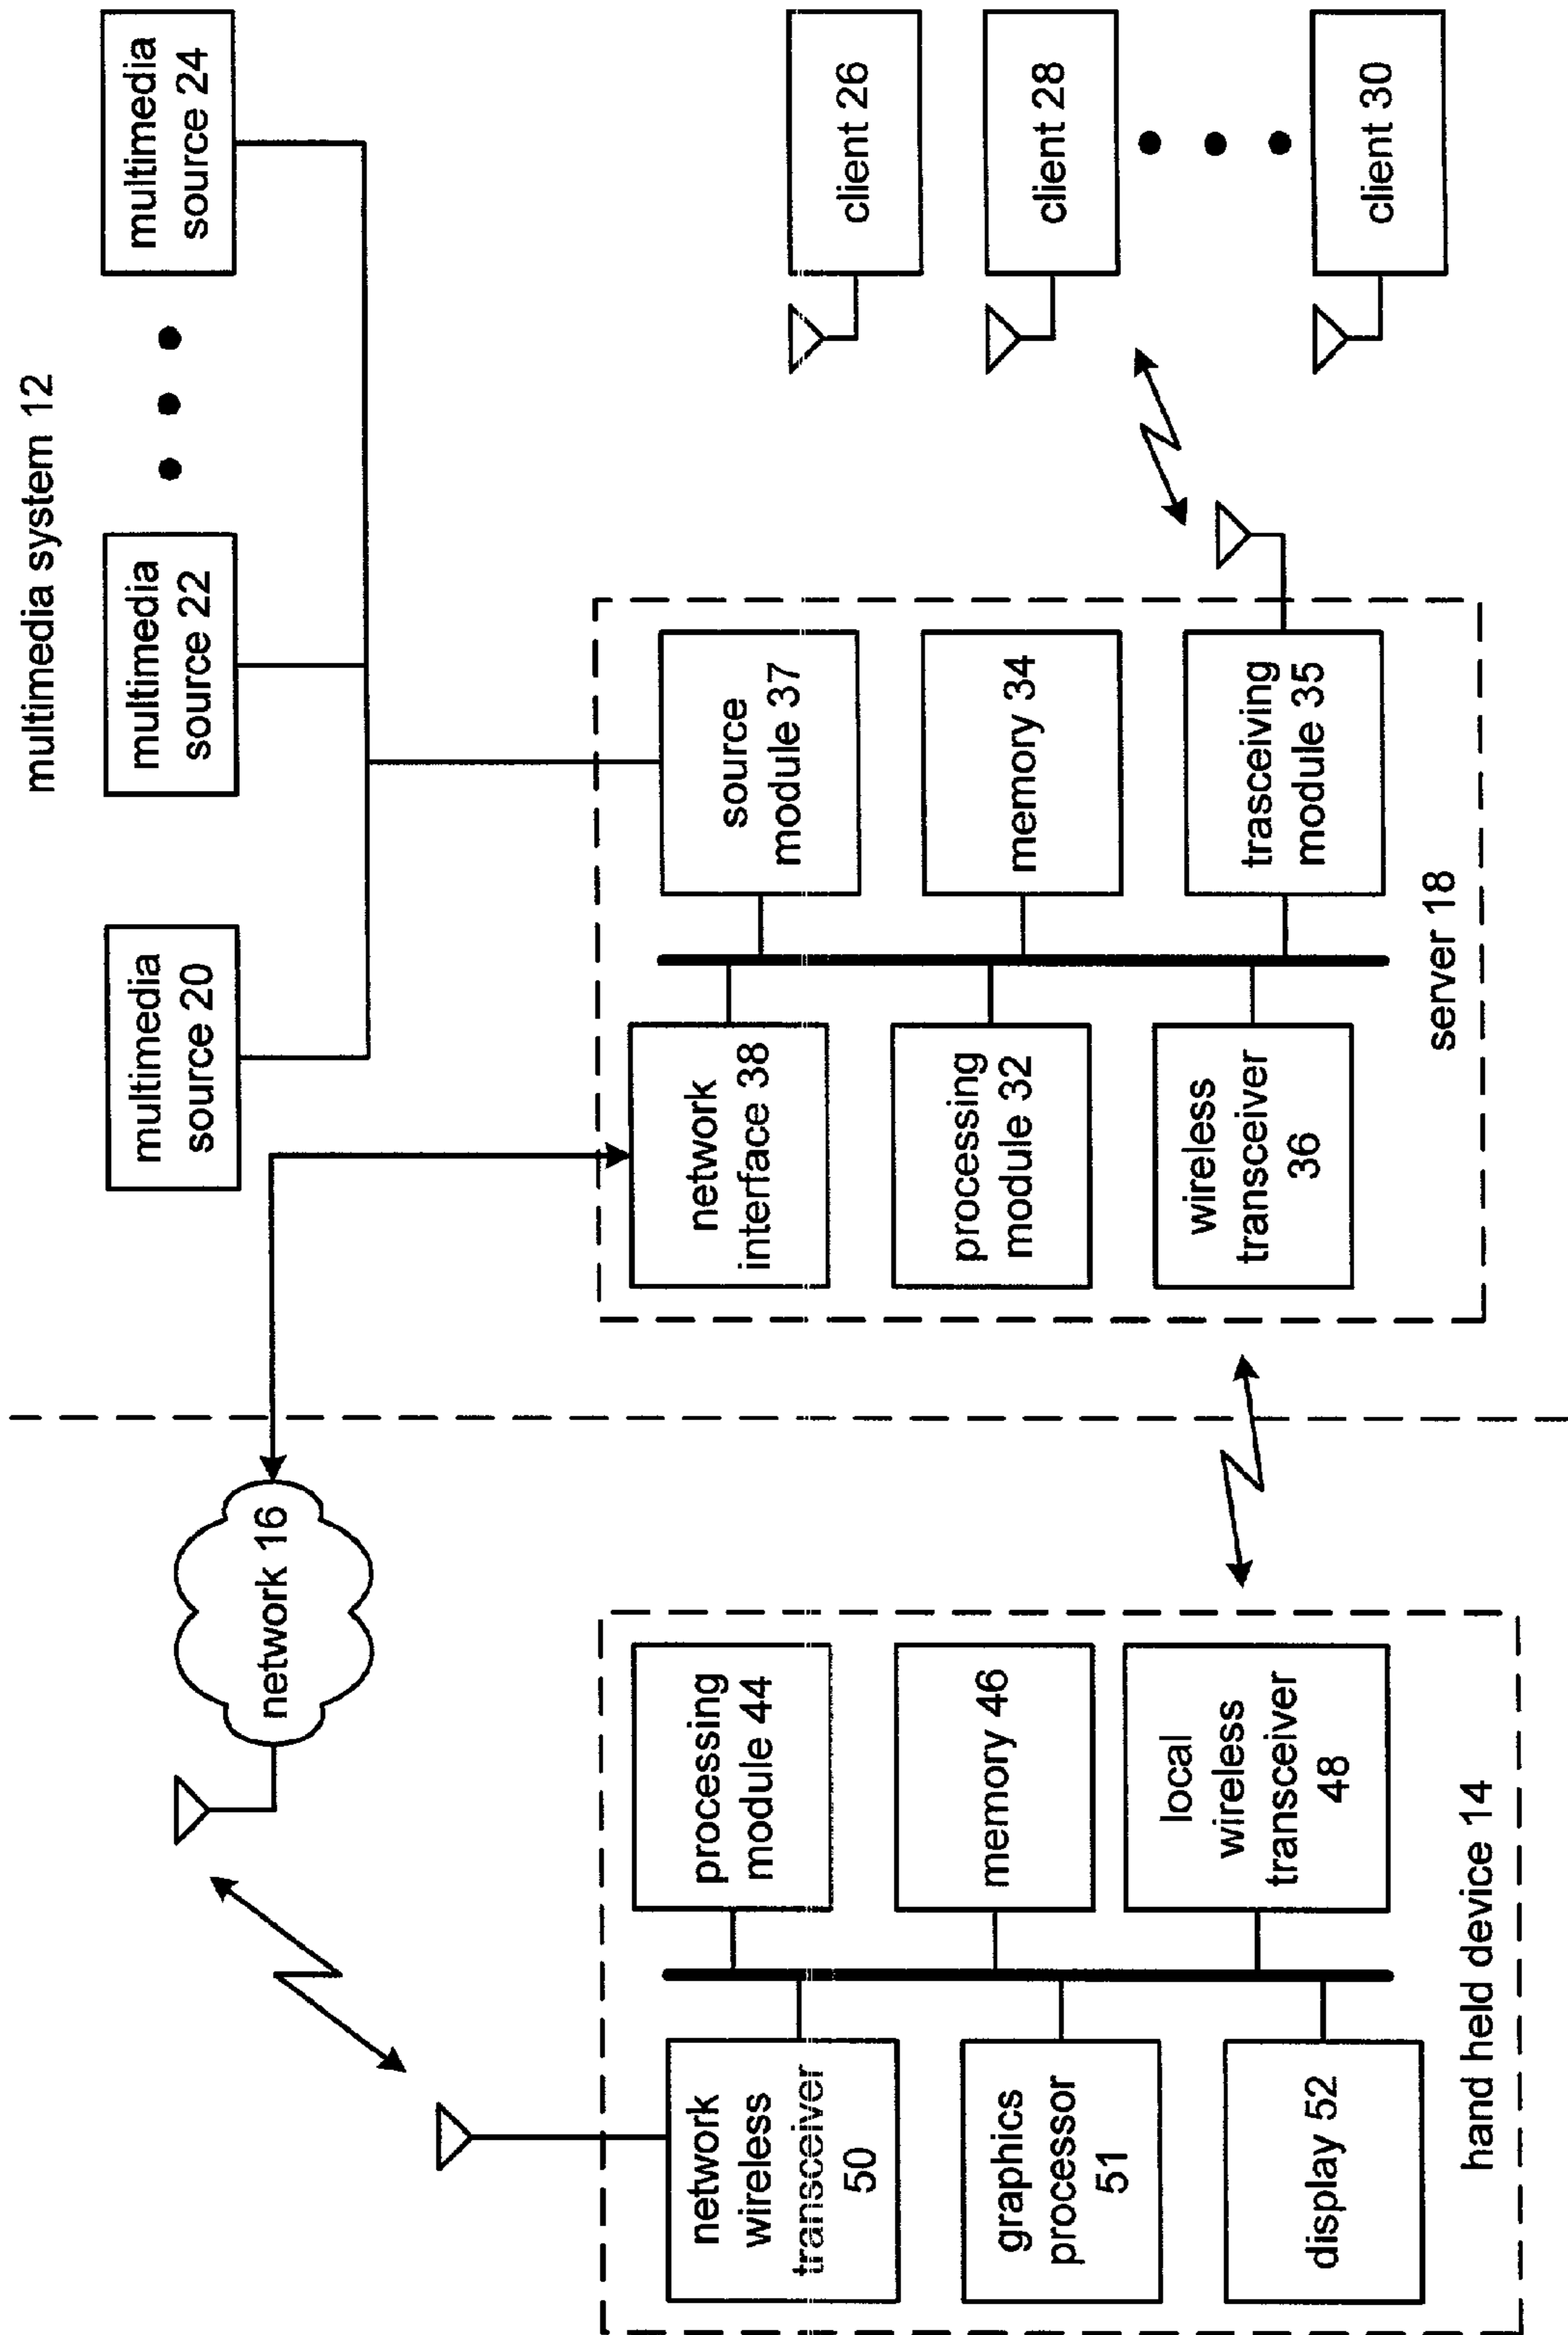 multimedia system 12
multimedia
source 20
multimedia
source 22
multimedia
source 24
network 16
network
interface 38
source
module 37
processing
module 32
memory 34
wireless
transceiver
36
trasceiving
module 35
server 18
client 26
client 28
client 30
network
wireless
transceiver
50
processing
module 44
graphics
processor
51
memory 46
display 52
local
wireless
transceiver
48
hand held device 14